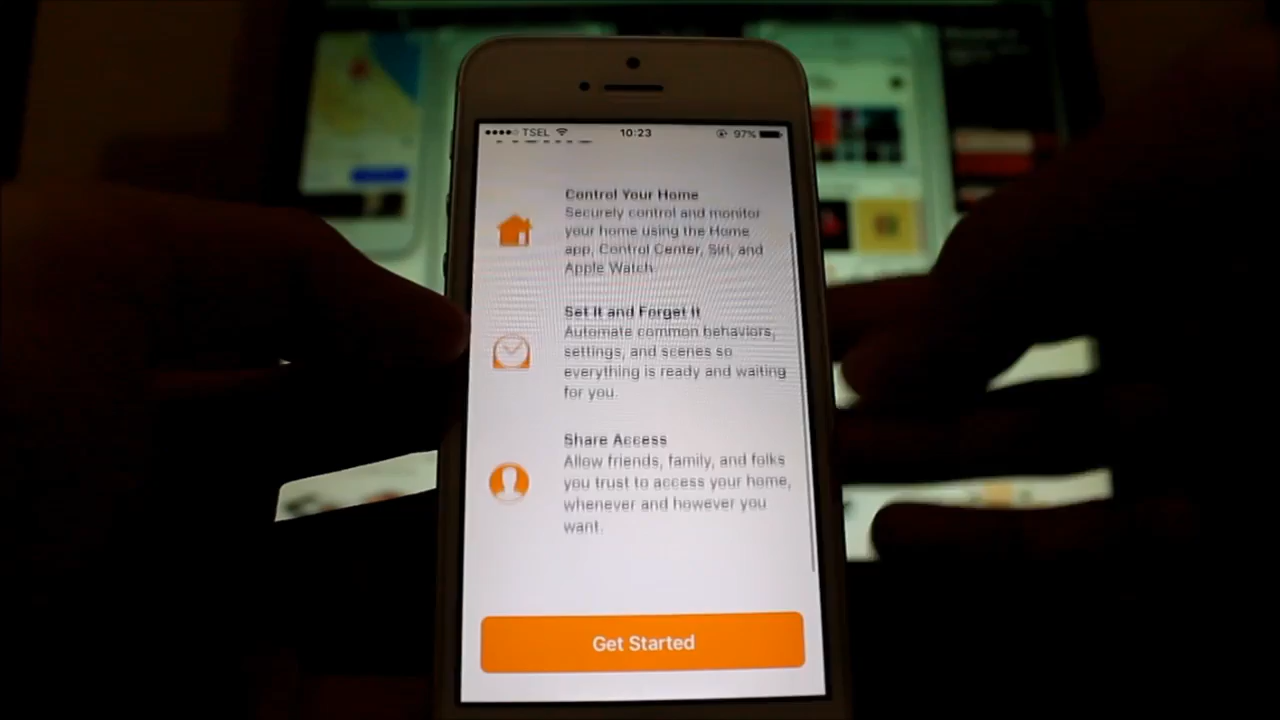 TSEL 10:23 97%
Control Your Home
Securely control and monitor
your home using the Home
app, Control Center, Siri, and
Apple Watch.
Set It and Forget It
Automate common behaviors,
settings, and scenes so
everything is ready and waiting
for you.
Share Access
Allow friends, family, and folks
you trust to access your home,
whenever and however you
want.
Get Started